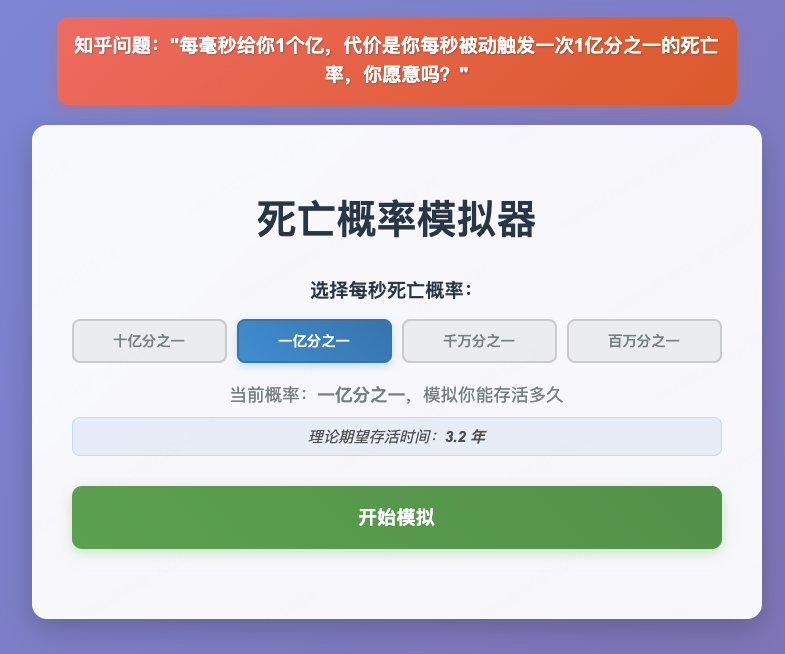 知乎问题："每毫秒给你1个亿，代价是你每秒被动触发一次1亿分之一的死亡
率，你愿意吗？"
死亡概率模拟器
选择每秒死亡概率：
十亿分之一
一亿分之一
千万分之一
百万分之一
当前概率：一亿分之一，模拟你能存活多久
理论期望存活时间：3.2 年
开始模拟